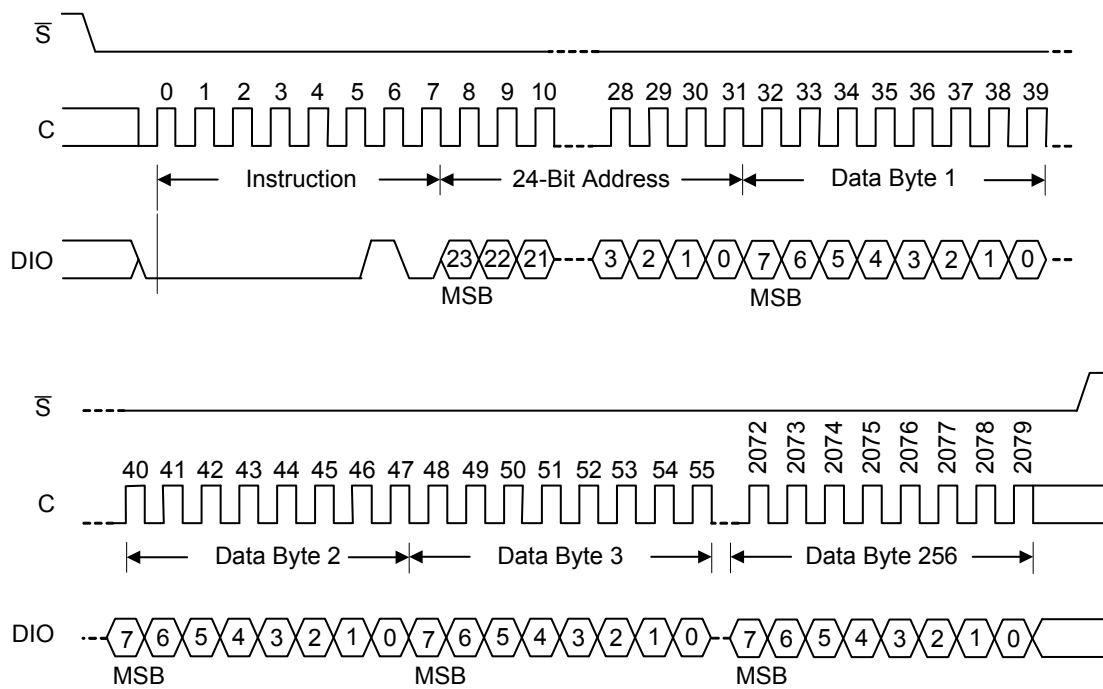 S
0 1 2 3 4 5 6 7 8 9 10 28 29 30 31 32 33 34 35 36 37 38 39
C
Instruction 24-Bit Address Data Byte 1
DIO 23 22 21 3 2 1 0 7 6 5 4 3 2 1 0
MSB MSB
S
2072 2073 2074 2075 2076 2077 2078 2079
40 41 42 43 44 45 46 47 48 49 50 51 52 53 54 55
C
Data Byte 2 Data Byte 3 Data Byte 256
DIO 7 6 5 4 3 2 1 0 7 6 5 4 3 2 1 0 7 6 5 4 3 2 1 0
MSB MSB MSB